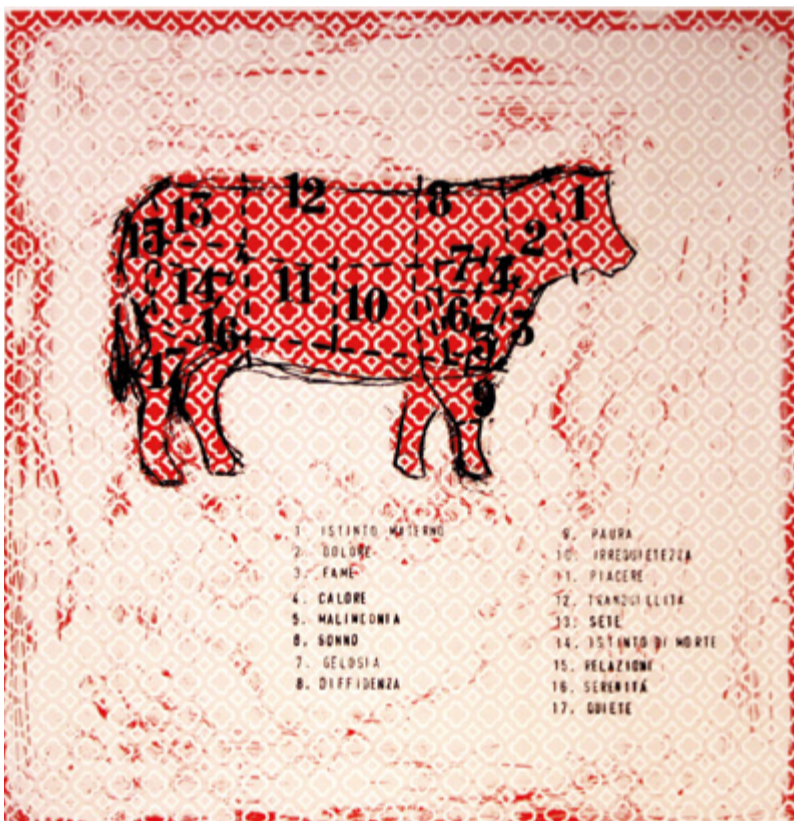 1
2
3
4
5
6
7
8
9
10
11
12
13
14
15
16
17
1 ISTINTO MATERNO
2 DOLORE
3. FAME
4. CALORE
5. MALINCONIA
6. SONNO
7. GELOSIA
8. DIFFIDENZA
9. PAURA
10. IRREQUIETEZZA
11. PIACERE
12. TRANQUILLITA
13. SETE
14. ISTINTO DI MORTE
15. RELAZIONE
16. SERENITÁ
17. QUIETE